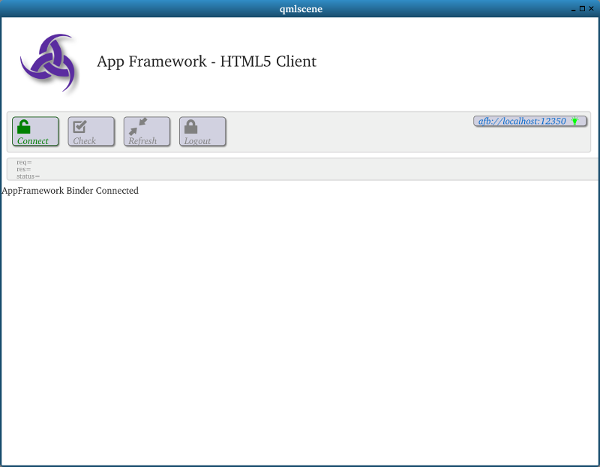 qmlscene
App Framework - HTML5 Client
Connect
Check
Refresh
Logout
afb://localhost:12350
req=
res=
status=
AppFramework Binder Connected